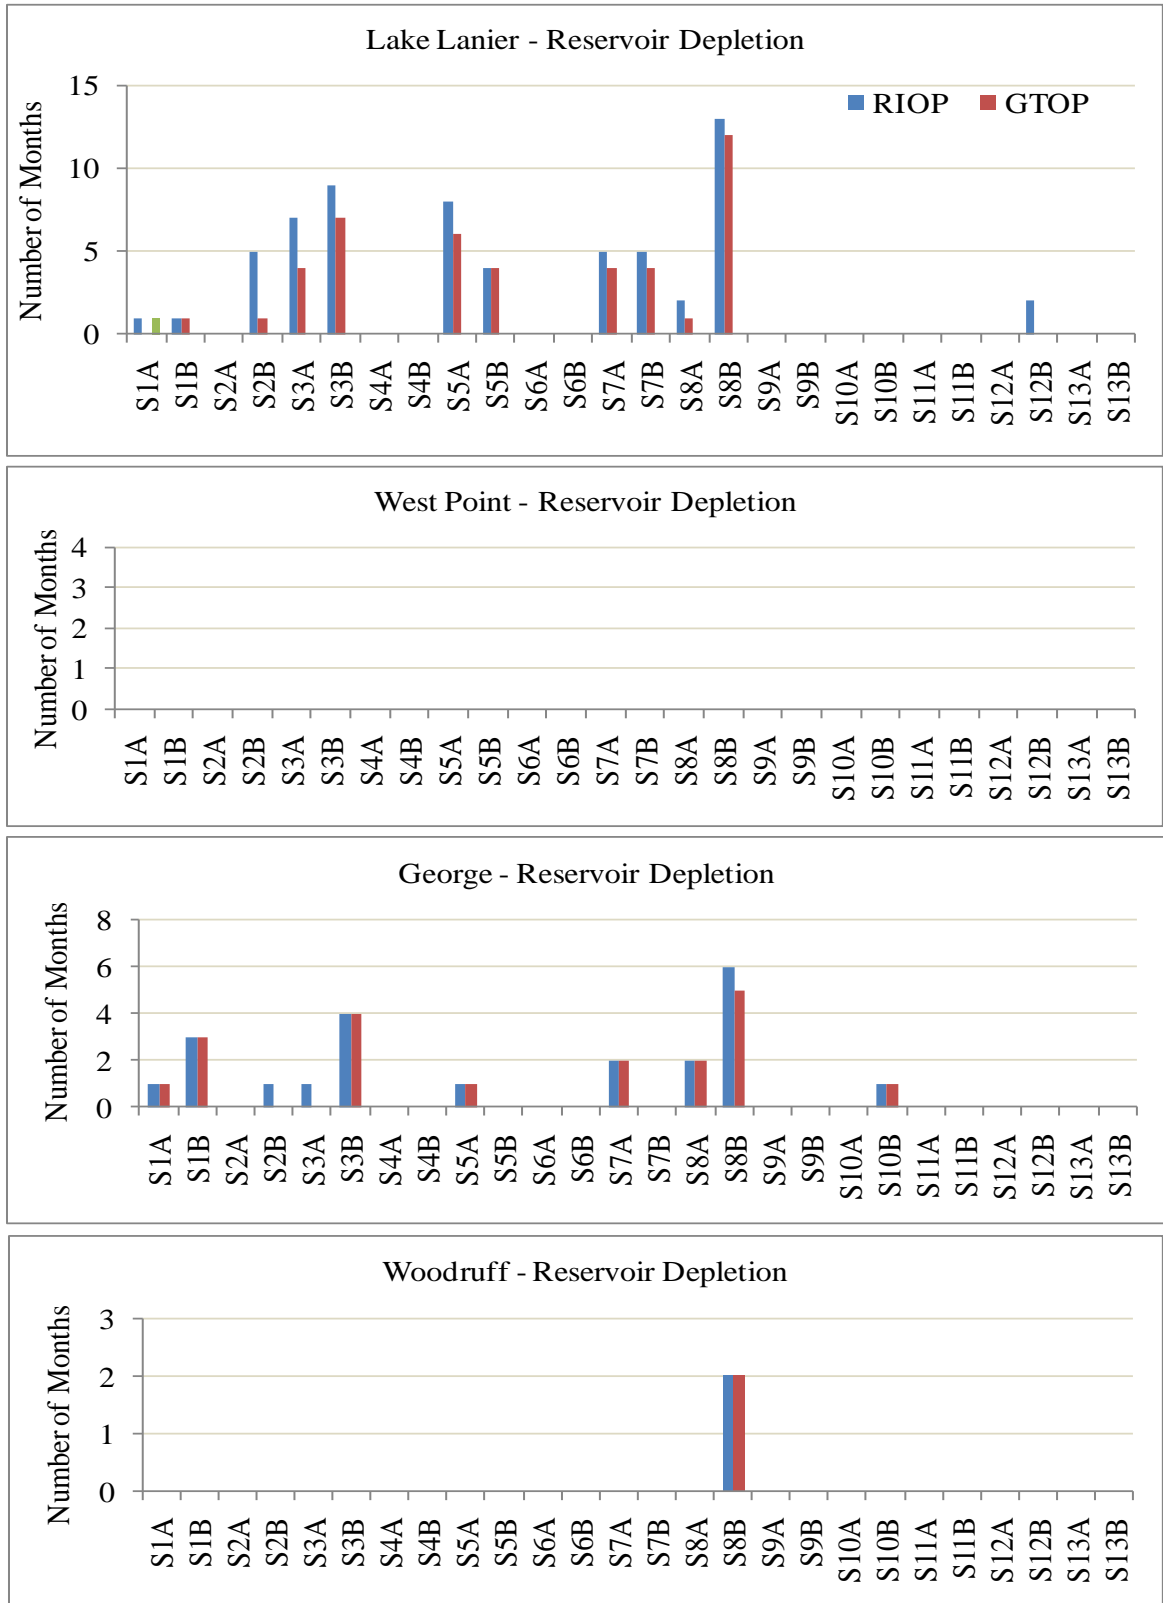 Lake Lanier - Reservoir Depletion
Number of Months
15
10
5
0
RIOP GTOP
S1A S1B S2A S2B S3A S3B S4A S4B S5A S5B S6A S6B S7A S7B S8A S8B S9A S9B S10A S10B S11A S11B S12A S12B S13A S13B
West Point - Reservoir Depletion
Number of Months
4
3
2
1
0
S1A S1B S2A S2B S3A S3B S4A S4B S5A S5B S6A S6B S7A S7B S8A S8B S9A S9B S10A S10B S11A S11B S12A S12B S13A S13B
George - Reservoir Depletion
Number of Months
8
6
4
2
0
S1A S1B S2A S2B S3A S3B S4A S4B S5A S5B S6A S6B S7A S7B S8A S8B S9A S9B S10A S10B S11A S11B S12A S12B S13A S13B
Woodruff - Reservoir Depletion
Number of Months
3
2
1
0
S1A S1B S2A S2B S3A S3B S4A S4B S5A S5B S6A S6B S7A S7B S8A S8B S9A S9B S10A S10B S11A S11B S12A S12B S13A S13B